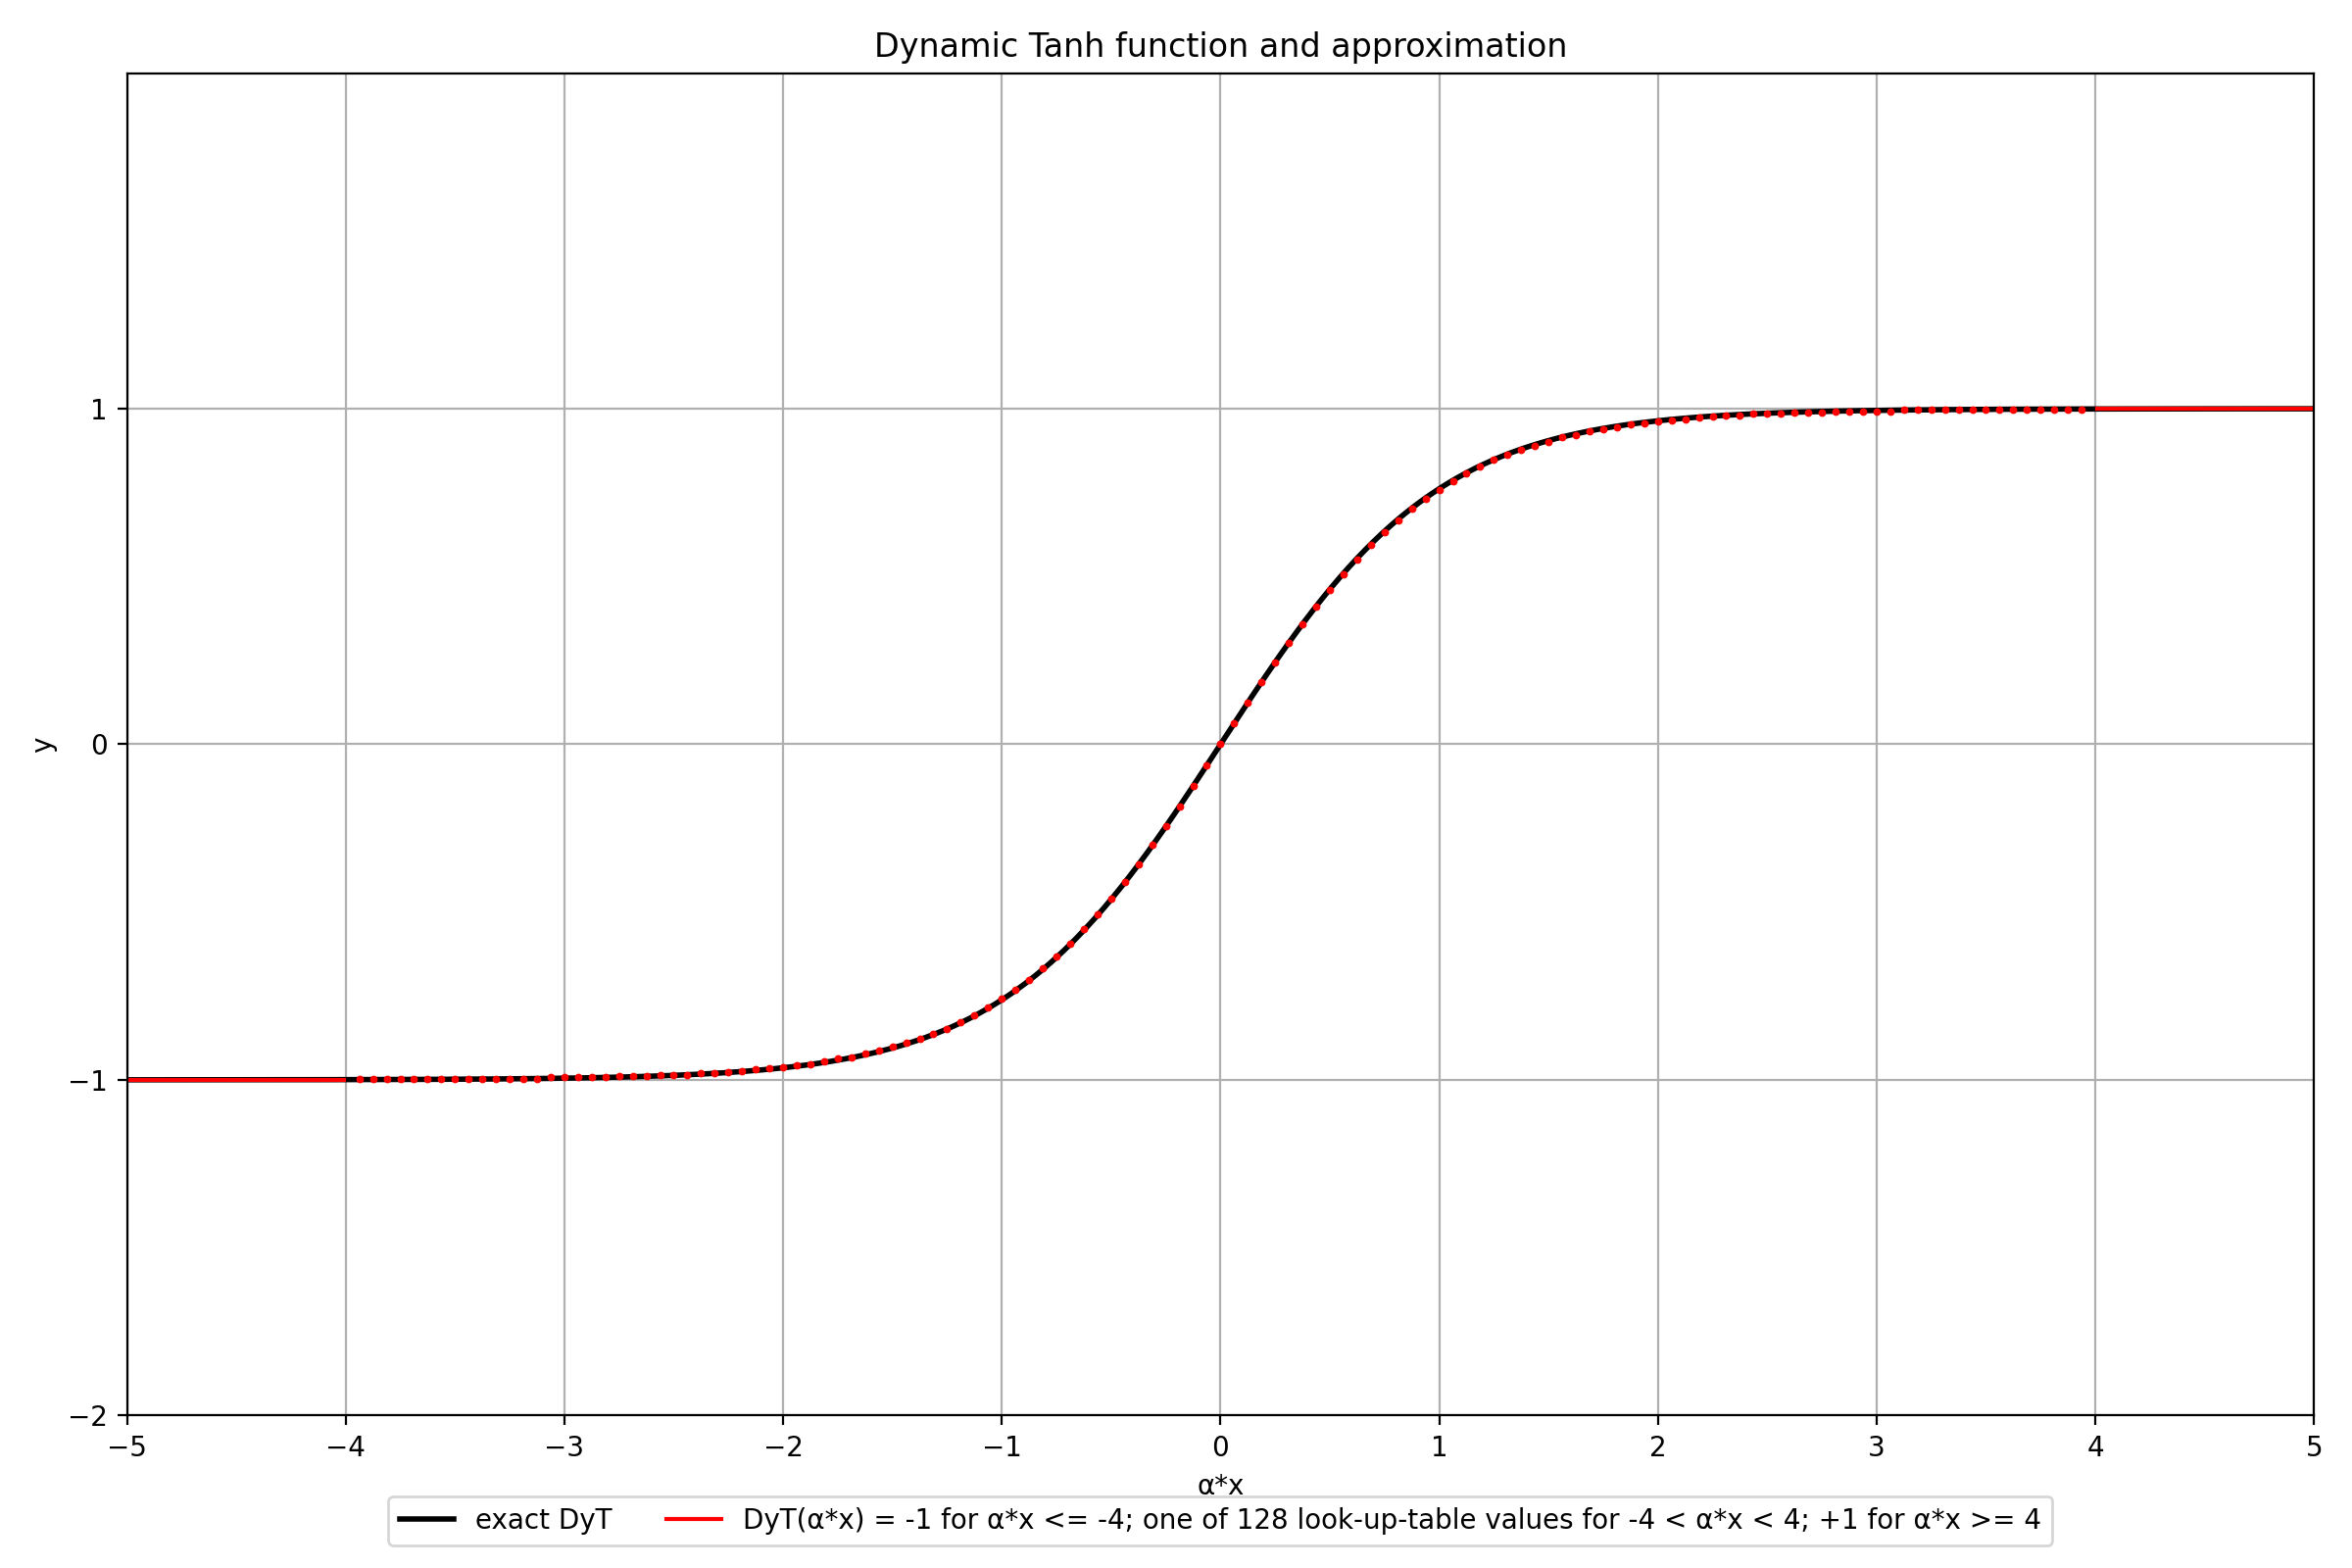 Dynamic Tanh function and approximation
1
0
−1
−2
y
−5 −4 −3 −2 −1 0 1 2 3 4 5
α*x
exact DyT DyT(α*x) = -1 for α*x <= -4; one of 128 look-up-table values for -4 < α*x < 4; +1 for α*x >= 4